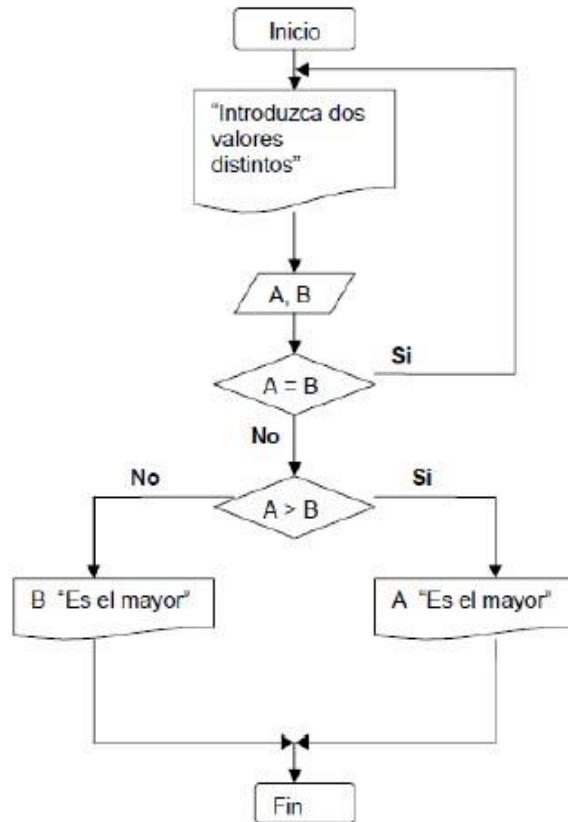 Inicio
“Introduzca dos
valores
distintos”
A, B
Si
A = B
No
No
Si
A > B
B “Es el mayor”
A “Es el mayor”
Fin